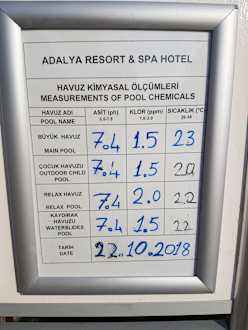 ADALYA RESORT & SPA HOTEL
HAVUZ KİMYASAL ÖLÇÜMLERİ
MEASUREMENTS OF POOL CHEMICALS
HAVUZ ADI ASİT (ph) KLOR (ppm) SICAKLIK (°C
POOL NAME
BÜYÜK HAVUZ
MAIN POOL 7.4 1.5 23
ÇOCUK HAVUZU
OUTDOOR CHILD
POOL 7.4 1.5 20
RELAX HAVUZ
RELAX POOL 7.4 2.0 22
KAYDIRAK
HAVUZU
WATERSLIDES
POOL 7.4 1.5 22
TARİH
DATE 22.10.2018